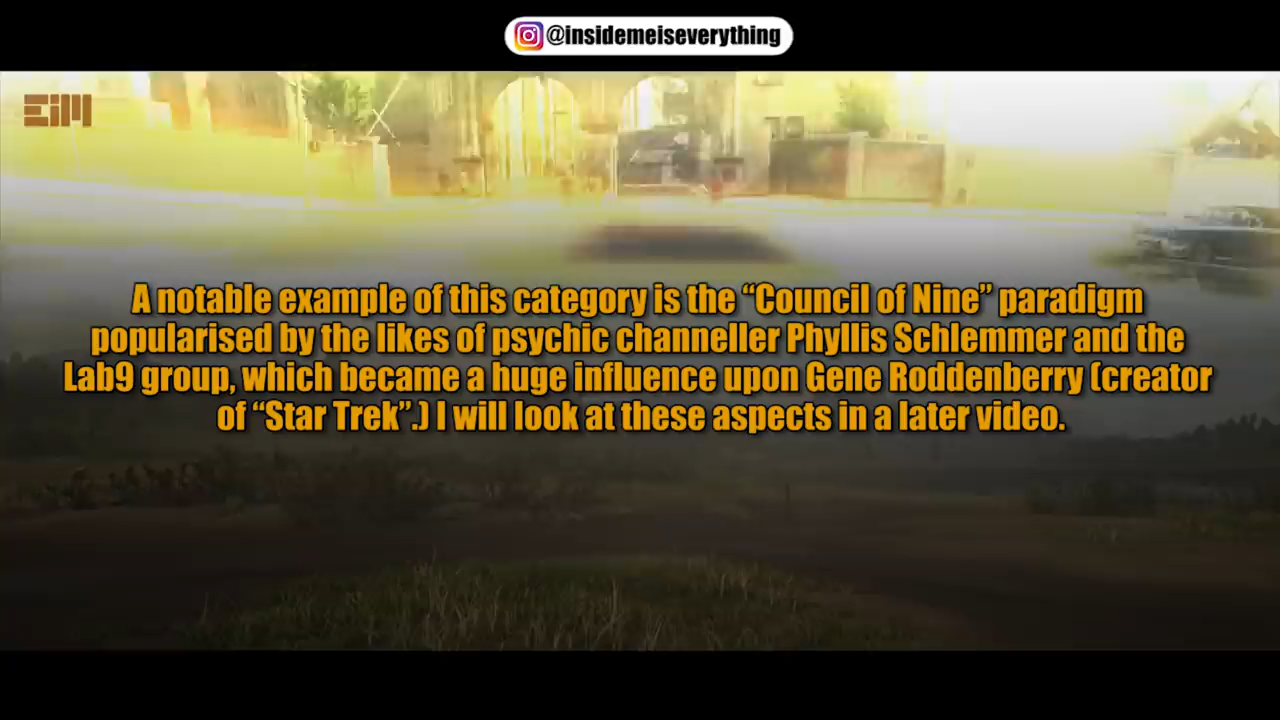 @insidemeiseverything
EiM
A notable example of this category is the “Council of Nine” paradigm
popularised by the likes of psychic channeller Phyllis Schlemmer and the
Lab9 group, which became a huge influence upon Gene Roddenberry (creator
of “Star Trek”.) I will look at these aspects in a later video.